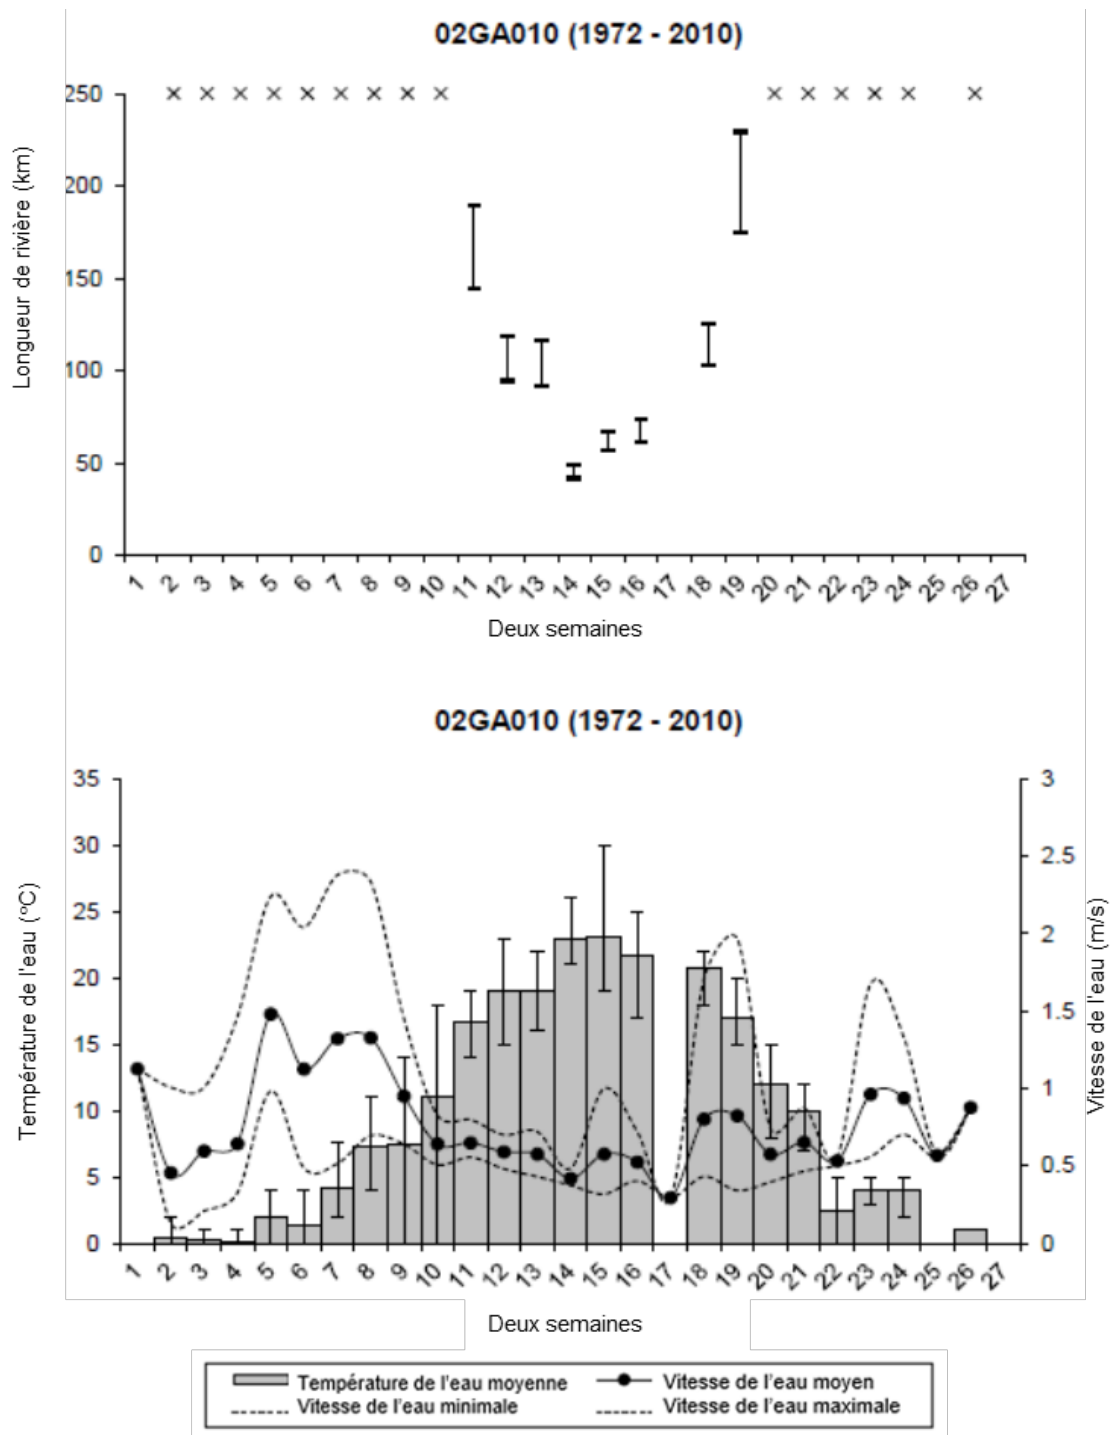 02GA010 (1972 - 2010)
Longueur de rivière (km)
250
200
150
100
50
0
1 2 3 4 5 6 7 8 9 10 11 12 13 14 15 16 17 18 19 20 21 22 23 24 25 26 27
Deux semaines
02GA010 (1972 - 2010)
Température de l'eau (°C)
35
30
25
20
15
10
5
0
3
2.5
2
1.5
1
0.5
0
Vitesse de l'eau (m/s)
1 2 3 4 5 6 7 8 9 10 11 12 13 14 15 16 17 18 19 20 21 22 23 24 25 26 27
Deux semaines
Température de l'eau moyenne
Vitesse de l'eau moyen
Vitesse de l'eau minimale
Vitesse de l'eau maximale